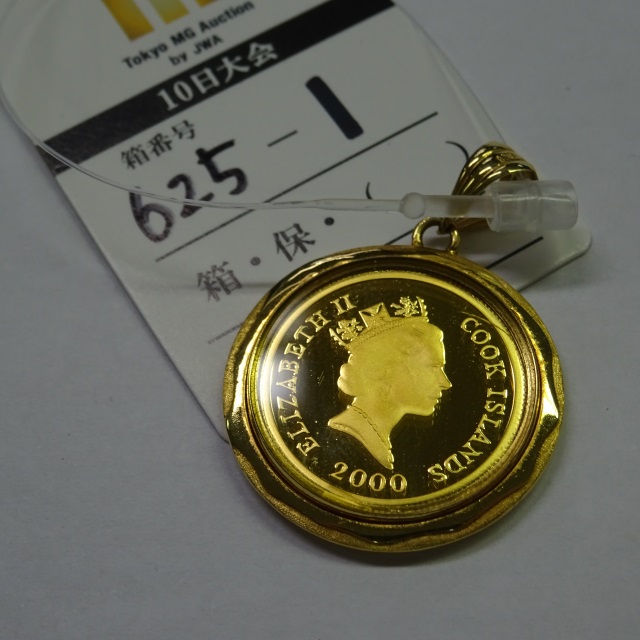 Tokyo MG Auction
by JWA
10日大会
箱番号
625-1
箱・保・(
ELIZABETH II
COOK ISLANDS
2000